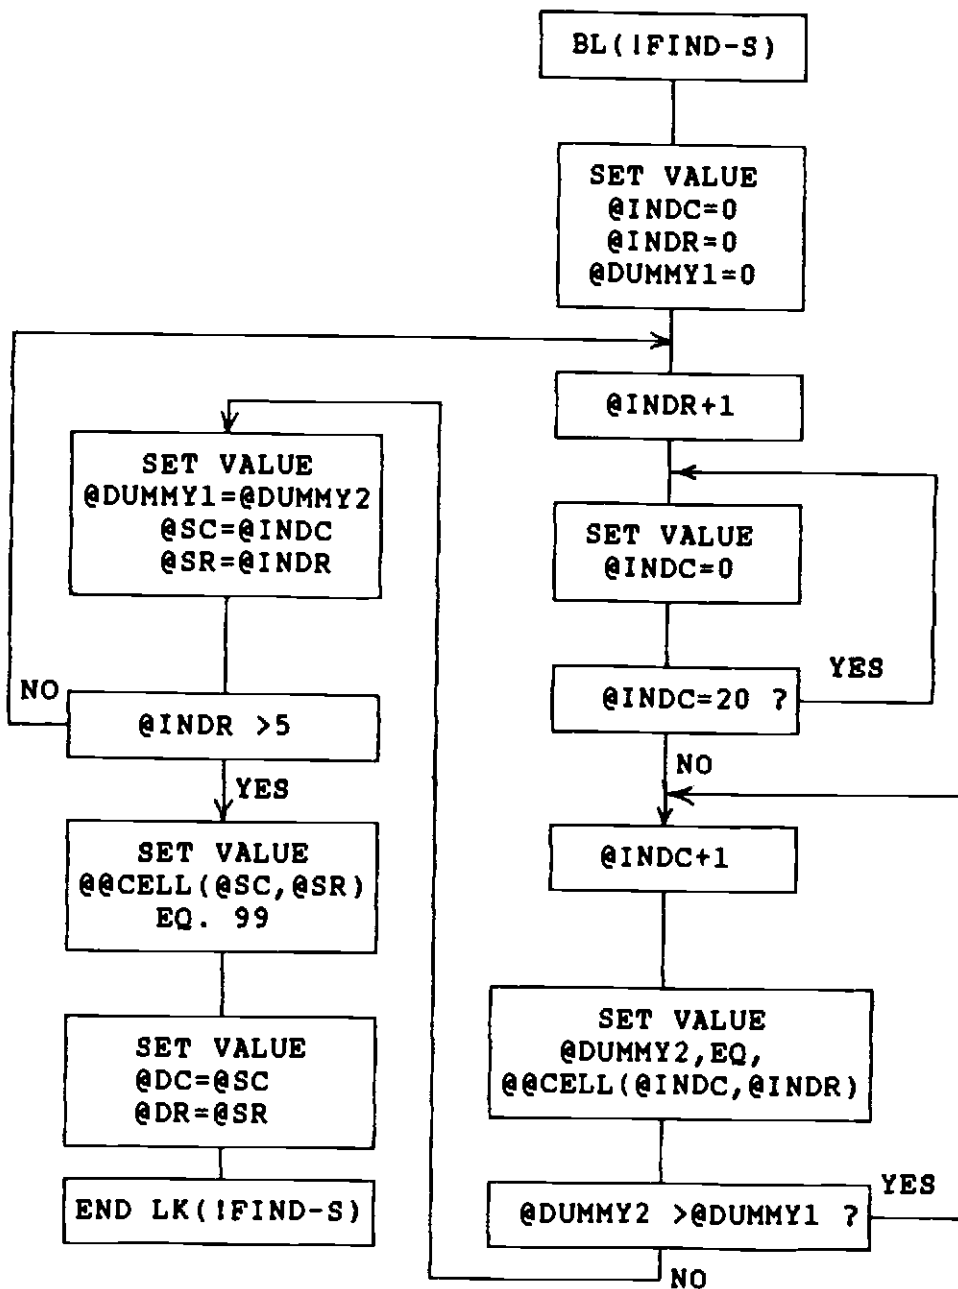 BL(!FIND-S)
SET VALUE
@INDC=0
@INDR=0
@DUMMY1=0
@INDR+1
SET VALUE
@INDC=0
@INDC=20 ?
YES
NO
@INDC+1
SET VALUE
@DUMMY2,EQ,
@@CELL(@INDC,@INDR)
@DUMMY2 >@DUMMY1 ?
YES
NO
SET VALUE
@DUMMY1=@DUMMY2
@SC=@INDC
@SR=@INDR
@INDR >5
NO
YES
SET VALUE
@@CELL(@SC,@SR)
EQ. 99
SET VALUE
@DC=@SC
@DR=@SR
END LK(!FIND-S)